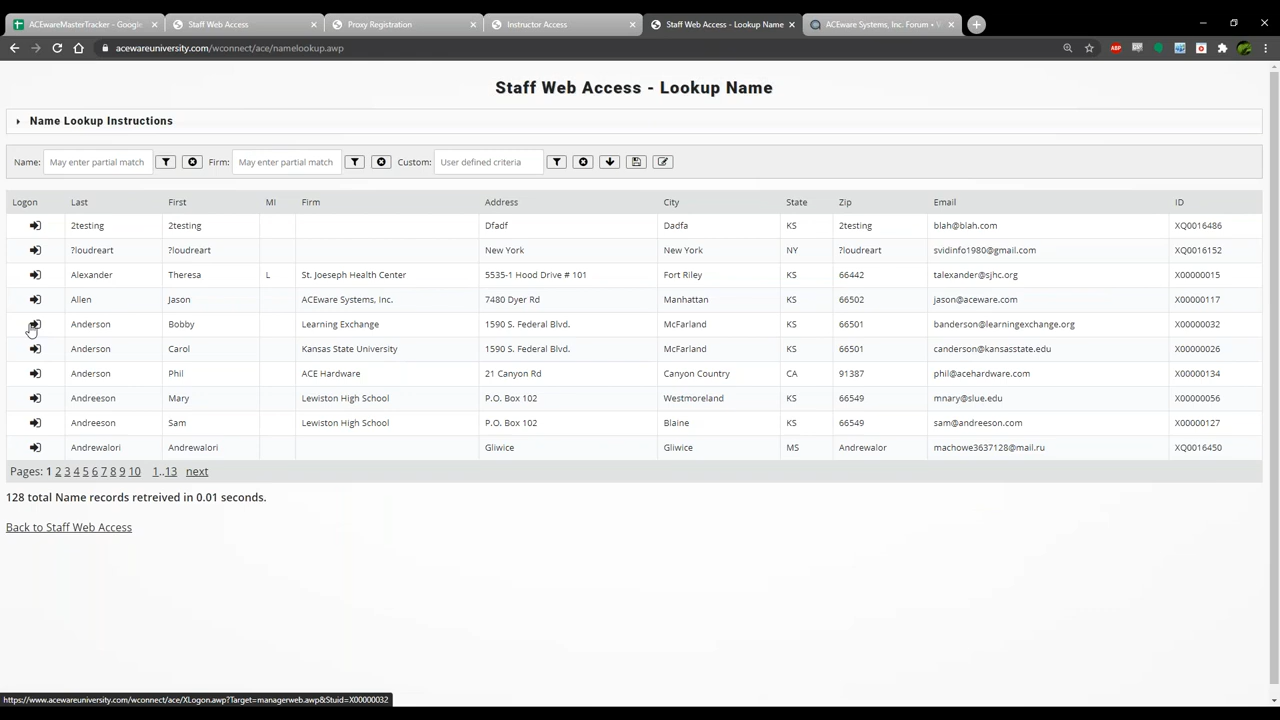 ACEwareMasterTracker - Google Staff Web Access Proxy Registration Instructor Access Staff Web Access - Lookup Name ACEware Systems, Inc. Forum •
acewareuniversity.com/wconnect/ace/namelookup.awp
Staff Web Access - Lookup Name
Name Lookup Instructions
Name: May enter partial match Firm: May enter partial match Custom: User defined criteria
Logon Last First MI Firm Address City State Zip Email ID
2testing 2testing Dfadf Dadfa KS 2testing blah@blah.com XQ0016486
?loudreart ?loudreart New York New York NY ?loudreart svidinfo1980@gmail.com XQ0016152
Alexander Theresa L St. Joeseph Health Center 5535-1 Hood Drive # 101 Fort Riley KS 66442 talexander@sjhc.org X00000015
Allen Jason ACEware Systems, Inc. 7480 Dyer Rd Manhattan KS 66502 jason@aceware.com X00000117
Anderson Bobby Learning Exchange 1590 S. Federal Blvd. McFarland KS 66501 banderson@learningexchange.org X00000032
Anderson Carol Kansas State University 1590 S. Federal Blvd. McFarland KS 66501 canderson@kansasstate.edu X00000026
Anderson Phil ACE Hardware 21 Canyon Rd Canyon Country CA 91387 phil@acehardware.com X00000134
Andreeson Mary Lewiston High School P.O. Box 102 Westmoreland KS 66549 mnary@slue.edu X00000056
Andreeson Sam Lewiston High School P.O. Box 102 Blaine KS 66549 sam@andreeson.com X00000127
Andrewalori Andrewalori Gliwice Gliwice MS Andrewalor machowe3637128@mail.ru XQ0016450
Pages: 1 2 3 4 5 6 7 8 9 10 1..13 next
128 total Name records retreived in 0.01 seconds.
Back to Staff Web Access
https://www.acewareuniversity.com/wconnect/ace/XLogon.awp?Target=managerweb.awp&Stuid=X00000032